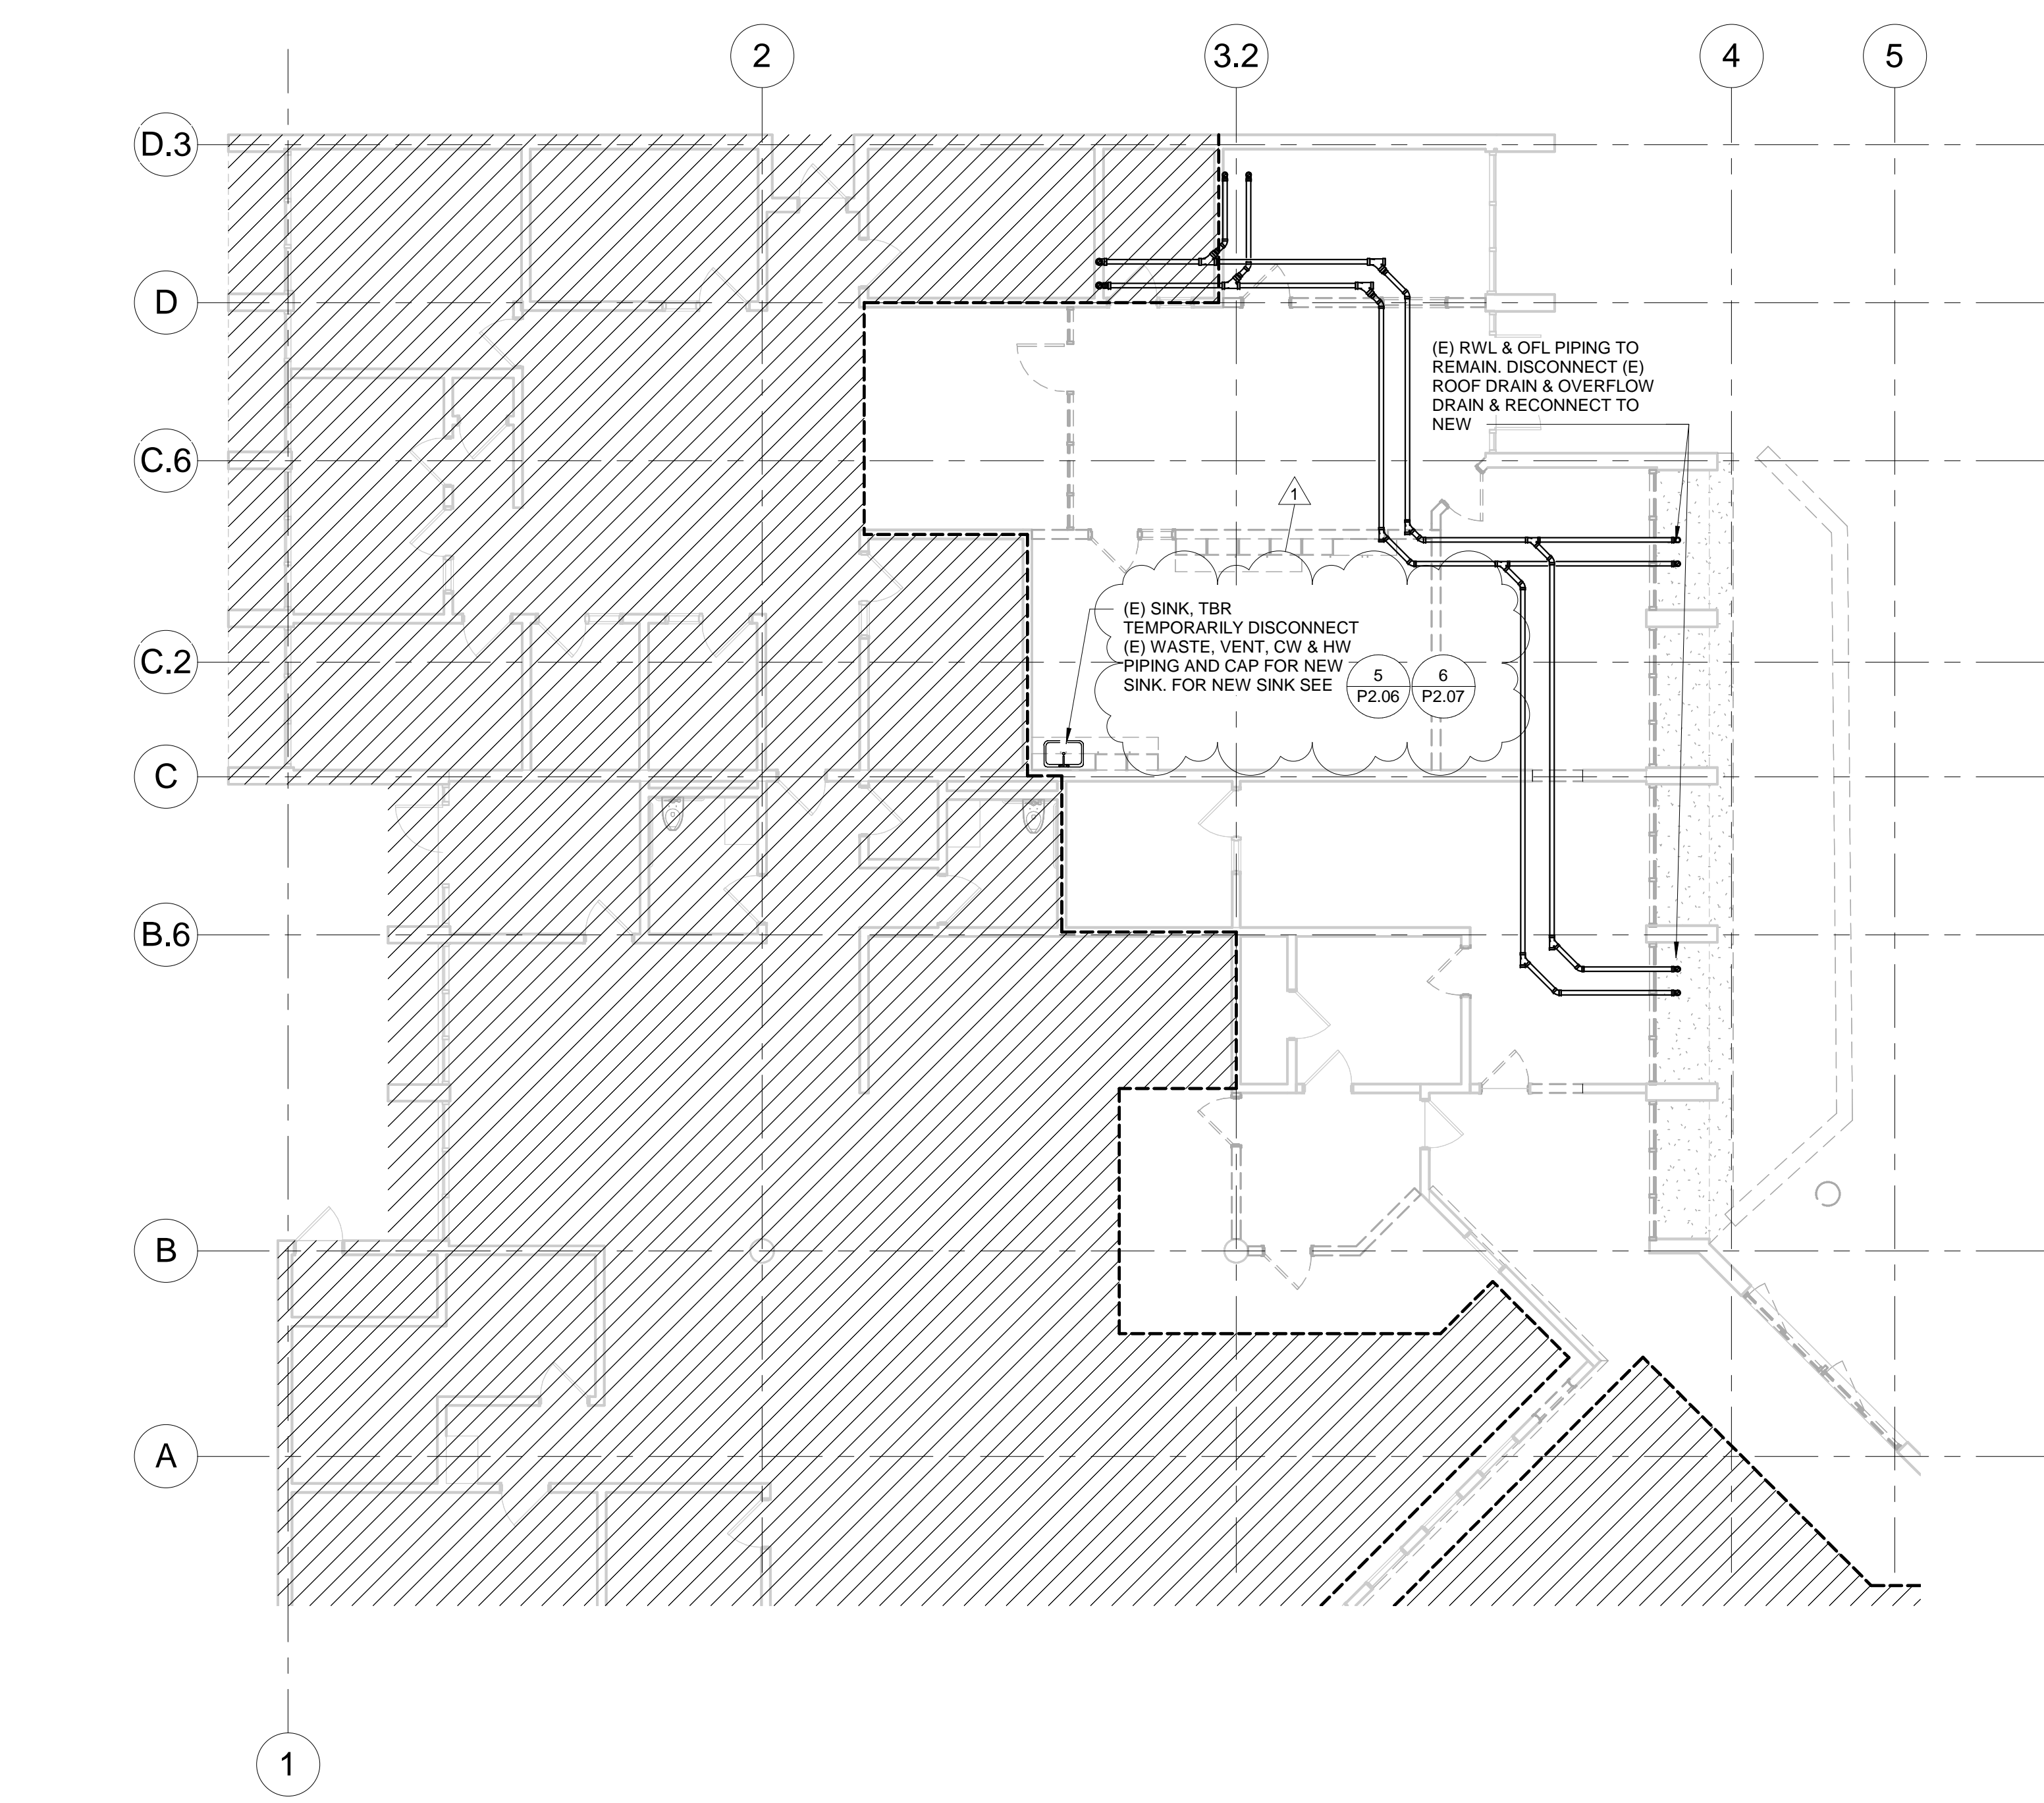 2
3.2
4
5
D.3
D
(E) RWL & OFL PIPING TO
REMAIN. DISCONNECT (E)
ROOF DRAIN & OVERFLOW
DRAIN & RECONNECT TO
NEW
C.6
1
(E) SINK, TBR
TEMPORARILY DISCONNECT
(E) WASTE, VENT, CW & HW
PIPING AND CAP FOR NEW
SINK. FOR NEW SINK SEE
5
P2.06
6
P2.07
C.2
C
B.6
B
A
1